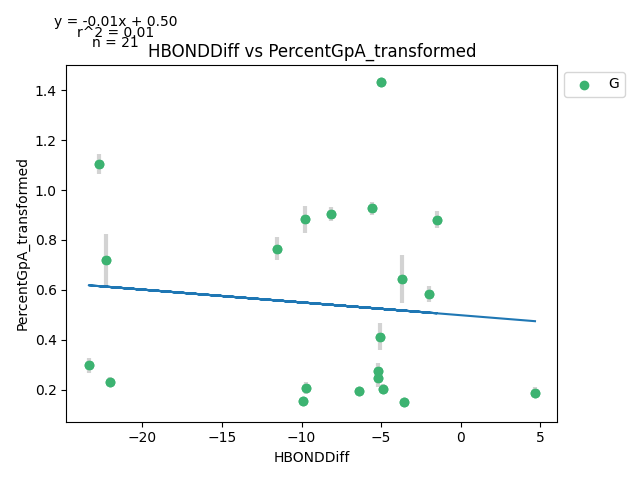 y = -0.01x + 0.50
r^2 = 0.01
n = 21
HBONDDiff vs PercentGpA_transformed
G
PercentGpA_transformed
1.4
1.2
1.0
0.8
0.6
0.4
0.2
−20
−15
−10
−5
0
5
HBONDDiff